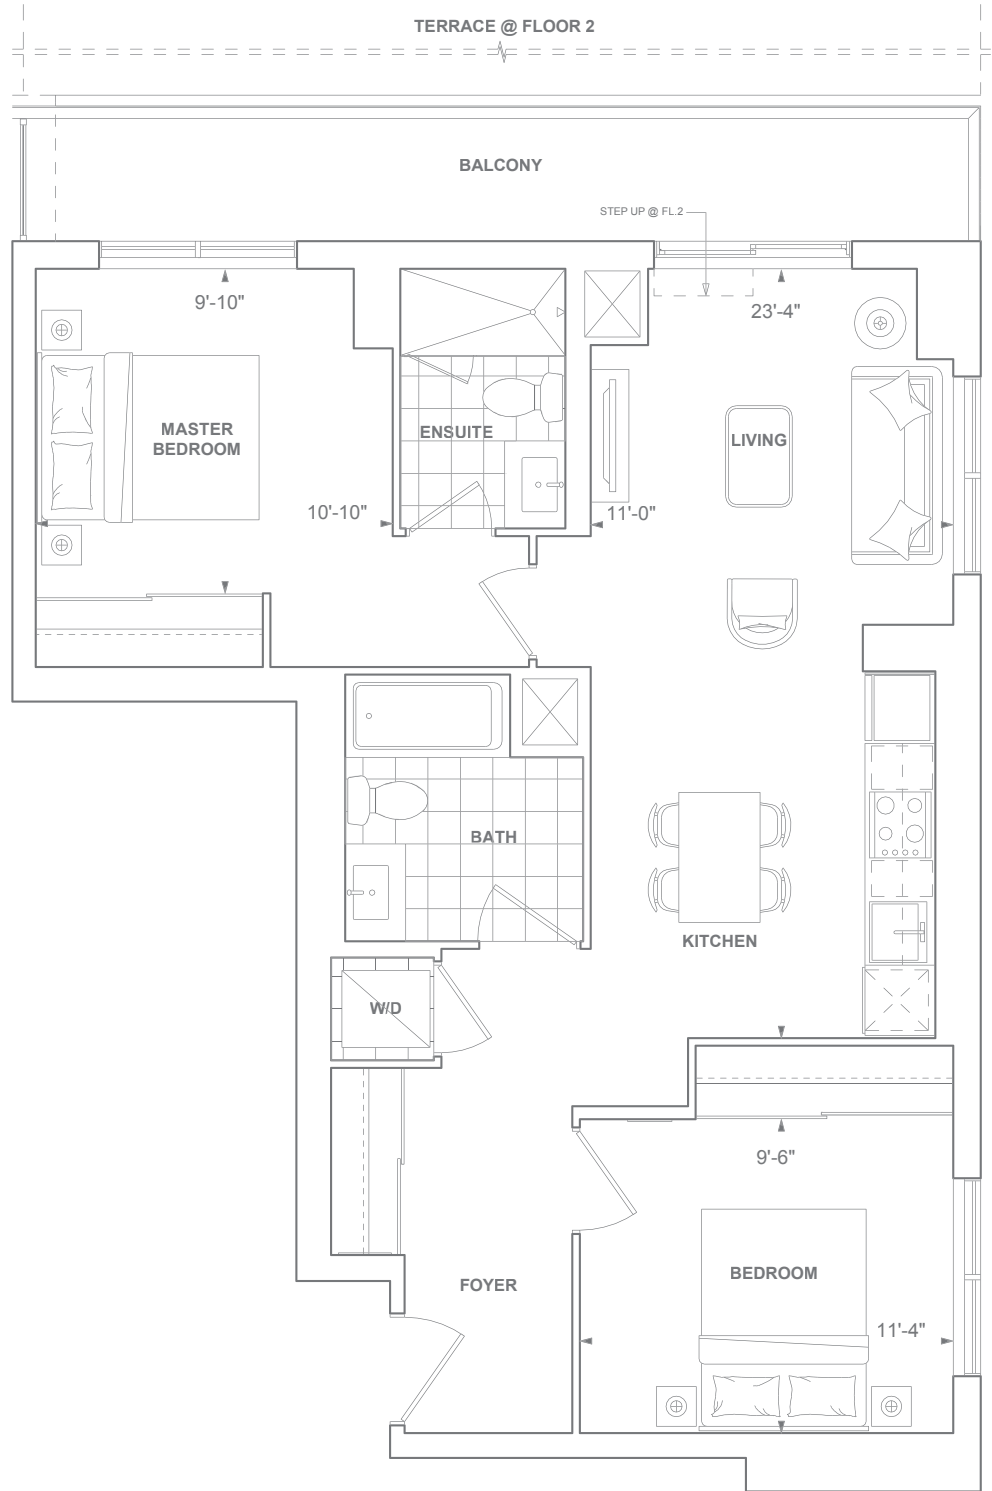 TERRACE @ FLOOR 2
BALCONY
STEP UP @ FL.2
9'-10"
23'-4"
MASTER
BEDROOM
ENSUITE
LIVING
10'-10"
11'-0"
BATH
KITCHEN
W/D
9'-6"
BEDROOM
FOYER
11'-4"